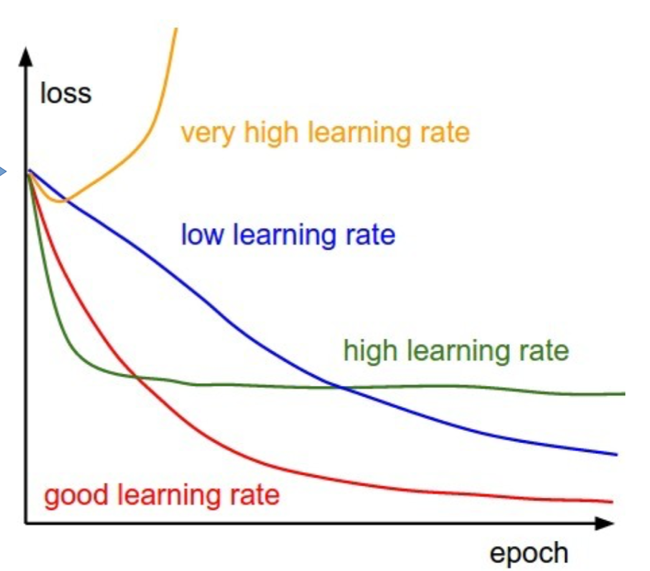 loss
very high learning rate
low learning rate
high learning rate
good learning rate
epoch